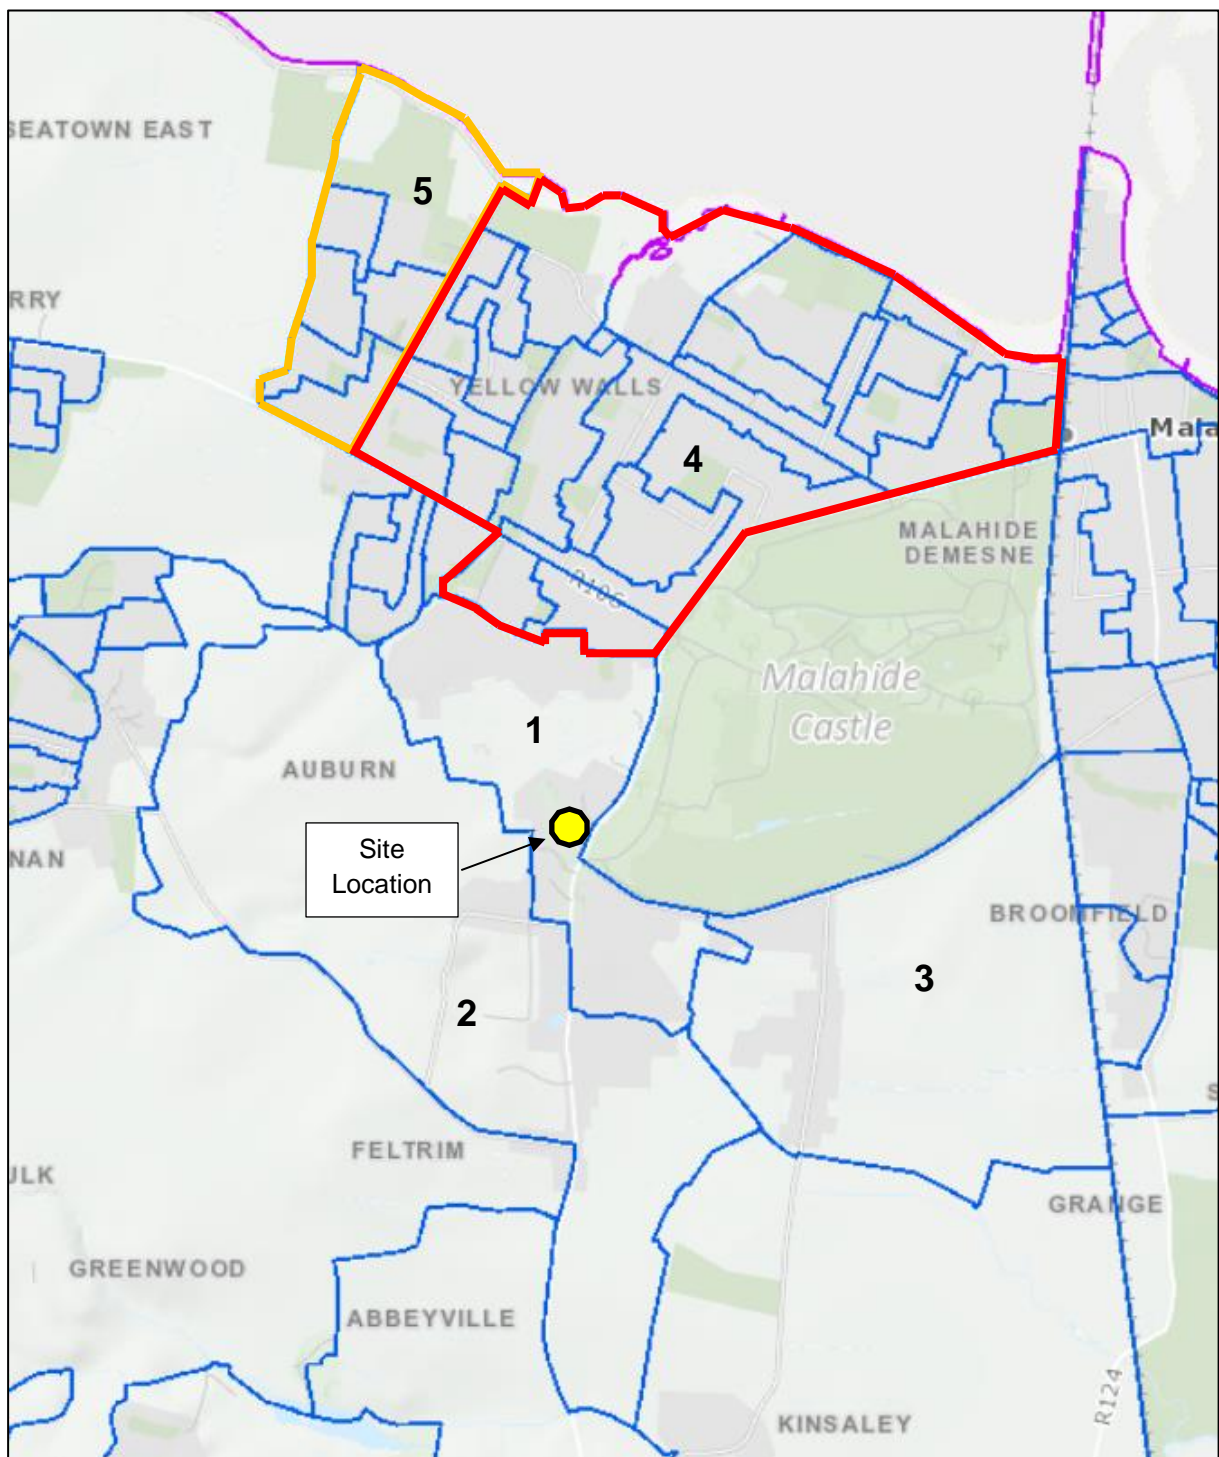 SEATOWN EAST
5
RRY
YELLOW WALLS
Mala
4
MALAHIDE
DEMESNE
R106
Malahide
Castle
1
AUBURN
Site
Location
NAN
BROOMFIELD
3
2
FELTRIM
ULK
S
GRANGE
GREENWOOD
ABBEYVILLE
R124
KINSALEY